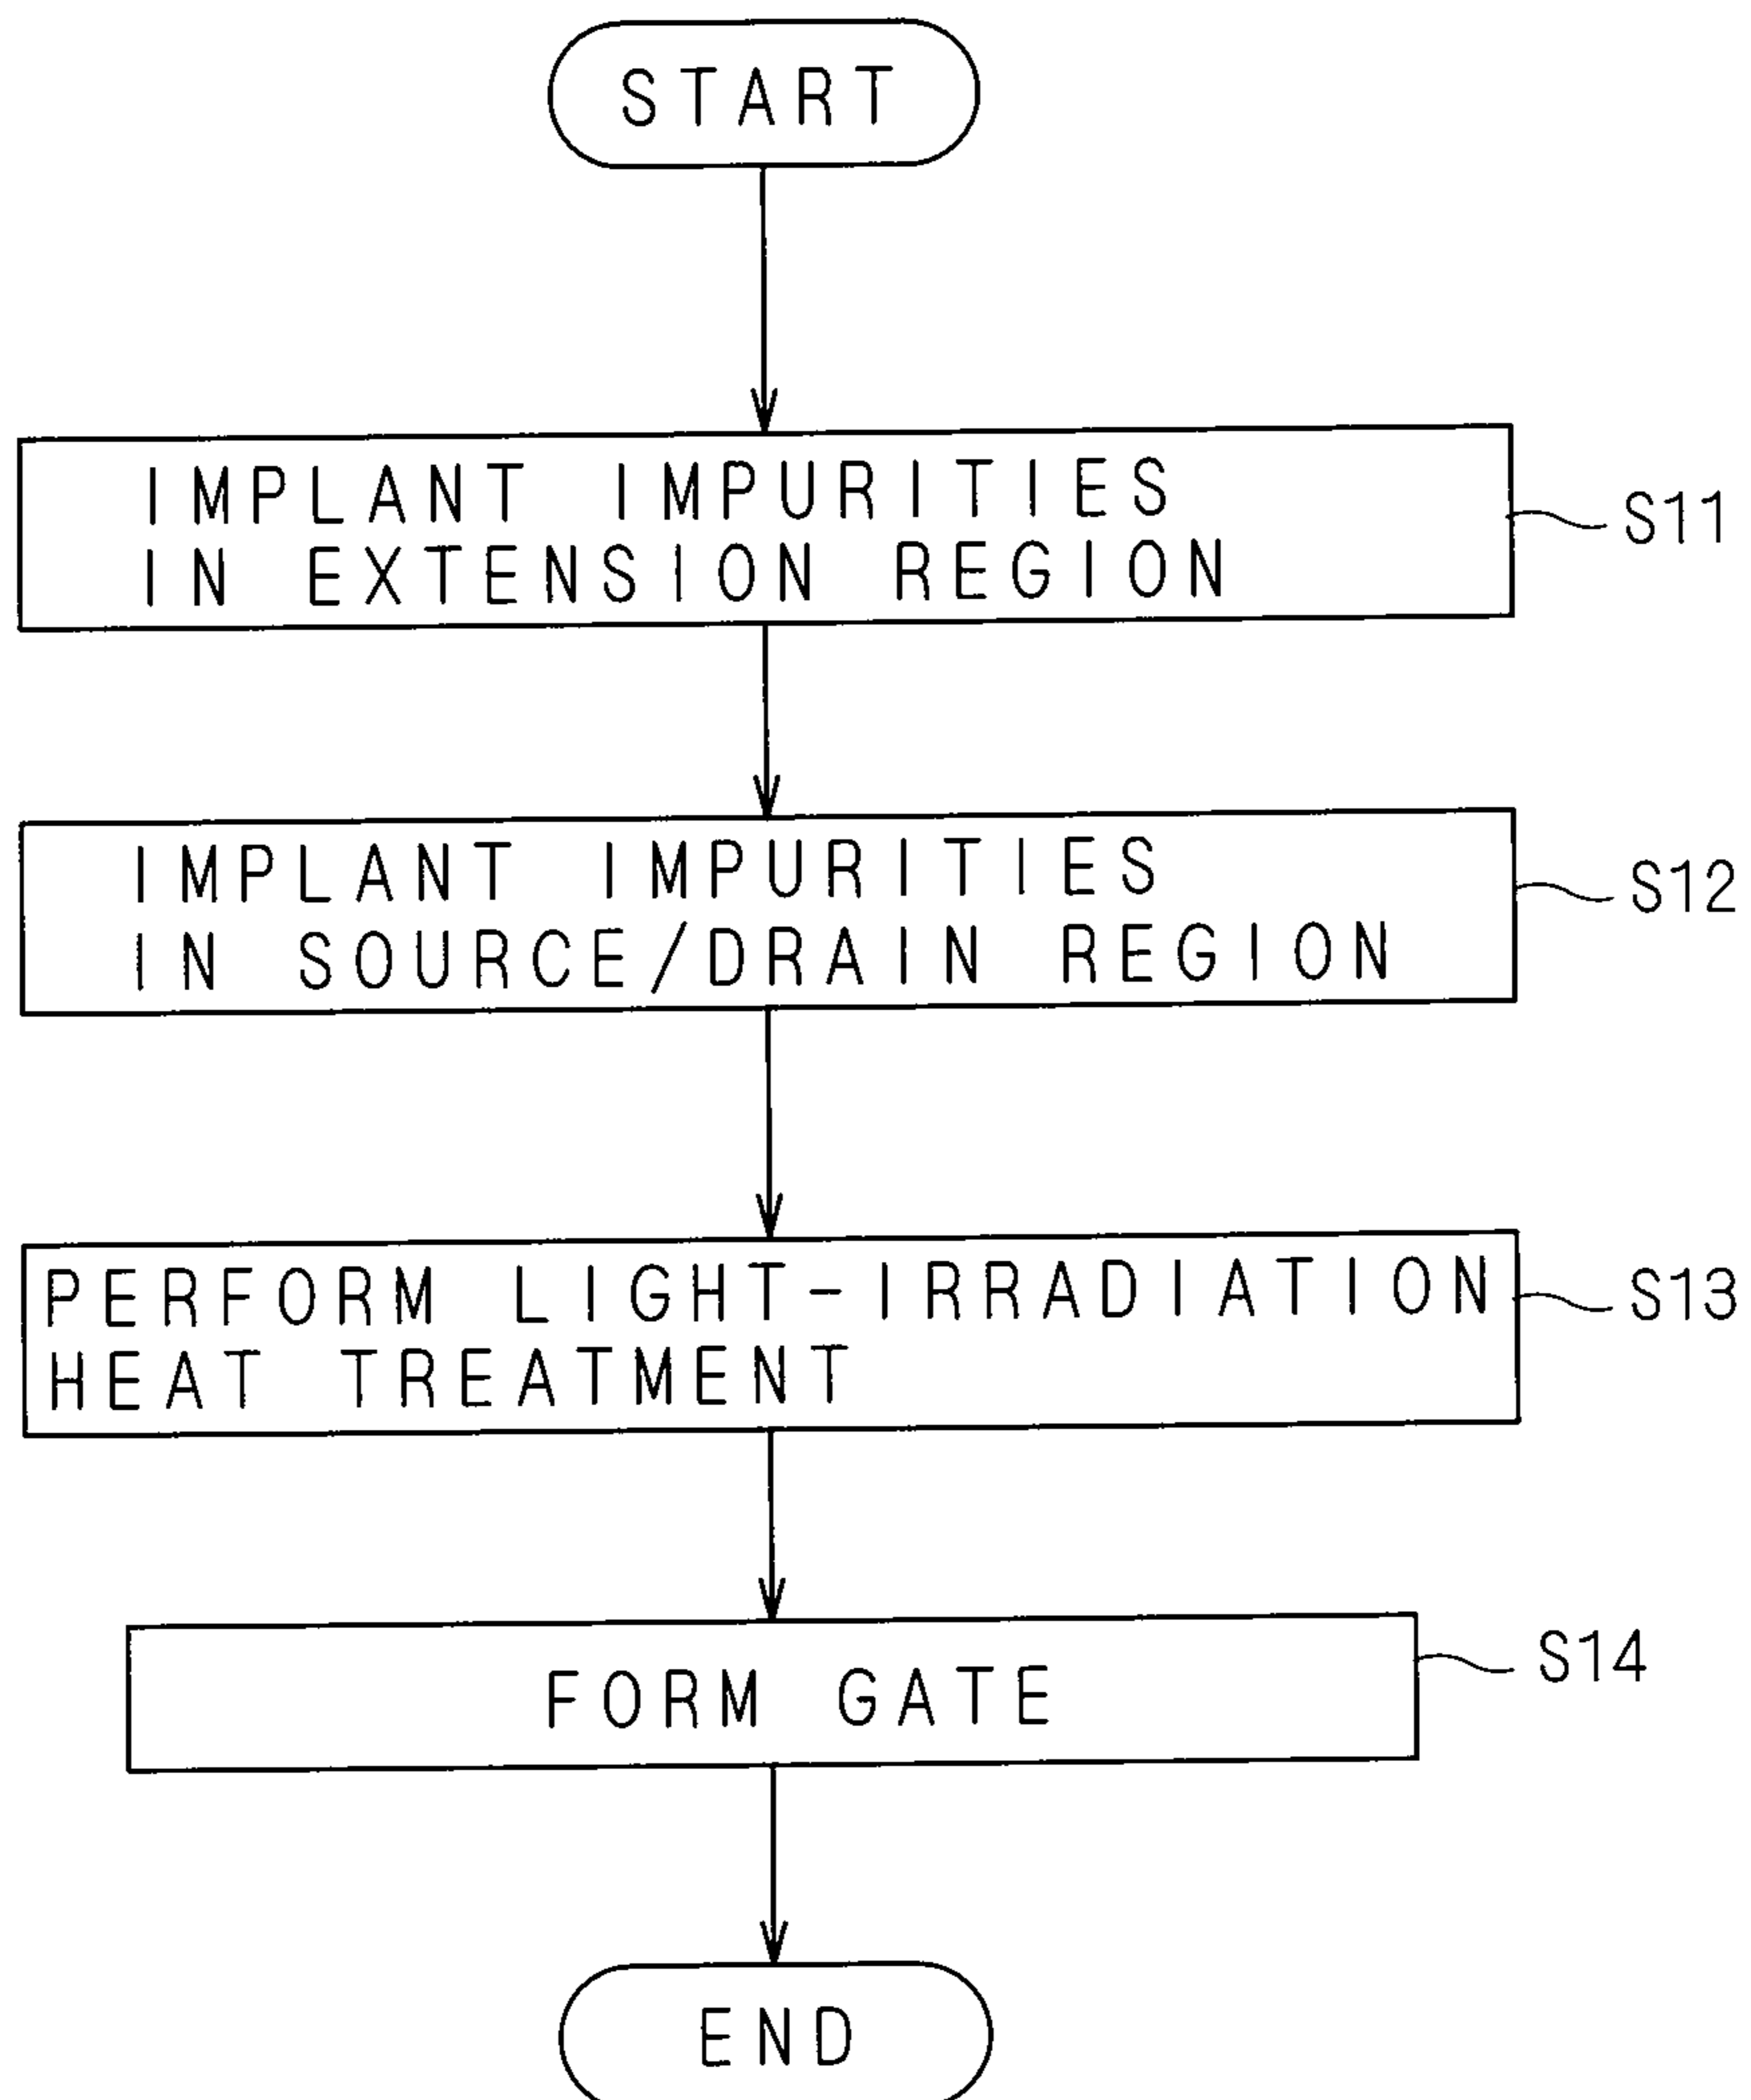 START
IMPLANT IMPURITIES
IN EXTENSION REGION
S11
IMPLANT IMPURITIES
IN SOURCE/DRAIN REGION
S12
PERFORM LIGHT-IRRADIATION
HEAT TREATMENT
S13
FORM GATE
S14
END